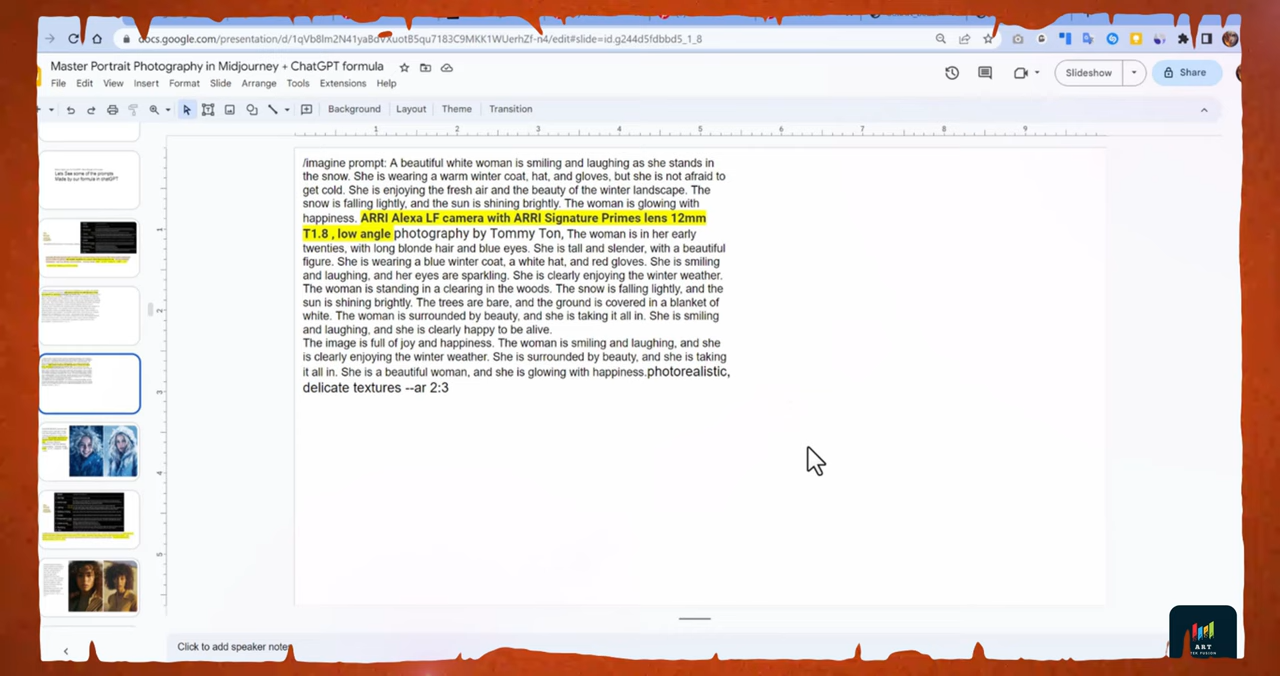 docs.google.com/presentation/d/1qVb8lm2N41yaBdVXuotB5qu7183C9MKK1WUerhZf-n4/edit#slide=id.g244d5fdbbd5_1_8
Master Portrait Photography in Midjourney + ChatGPT formula
File Edit View Insert Format Slide Arrange Tools Extensions Help
Slideshow
Share
Background Layout Theme Transition
1 2 3 4 5 6 7 8 9
/imagine prompt: A beautiful white woman is smiling and laughing as she stands in
the snow. She is wearing a warm winter coat, hat, and gloves, but she is not afraid to
get cold. She is enjoying the fresh air and the beauty of the winter landscape. The
snow is falling lightly, and the sun is shining brightly. The woman is glowing with
happiness. ARRI Alexa LF camera with ARRI Signature Primes lens 12mm
T1.8 , low angle photography by Tommy Ton, The woman is in her early
twenties, with long blonde hair and blue eyes. She is tall and slender, with a beautiful
figure. She is wearing a blue winter coat, a white hat, and red gloves. She is smiling
and laughing, and her eyes are sparkling. She is clearly enjoying the winter weather.
The woman is standing in a clearing in the woods. The snow is falling lightly, and the
sun is shining brightly. The trees are bare, and the ground is covered in a blanket of
white. The woman is surrounded by beauty, and she is taking it all in. She is smiling
and laughing, and she is clearly happy to be alive.
The image is full of joy and happiness. The woman is smiling and laughing, and she
is clearly enjoying the winter weather. She is surrounded by beauty, and she is taking
it all in. She is a beautiful woman, and she is glowing with happiness.photorealistic,
delicate textures --ar 2:3
Lets See some of the prompts
Made by our formula in chatGPT
1
2
3
4
5
Click to add speaker notes
ART